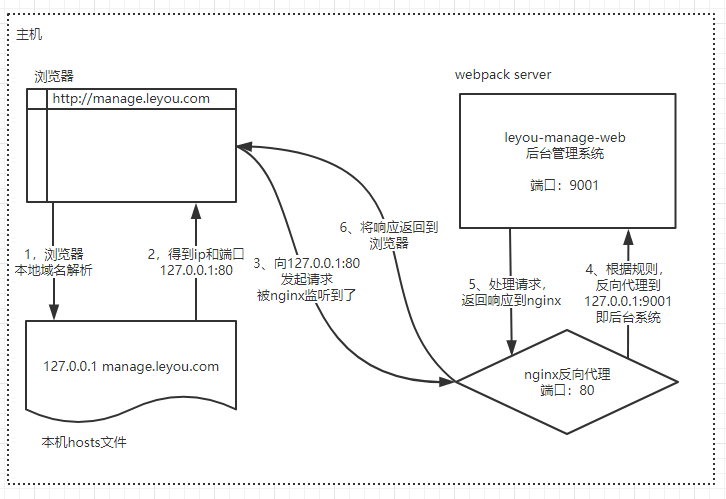 主机
浏览器
http://manage.leyou.com
webpack server
leyou-manage-web
后台管理系统
端口：9001
1，浏览器
本地域名解析
2，得到ip和端口
127.0.0.1:80
3、向127.0.0.1:80
发起请求
被nginx监听到了
6、将响应返回到
浏览器
5、处理请求，
返回响应到nginx
4、根据规则，
反向代理到
127.0.0.1:9001
即后台系统
127.0.0.1 manage.leyou.com
本机hosts文件
nginx反向代理
端口：80